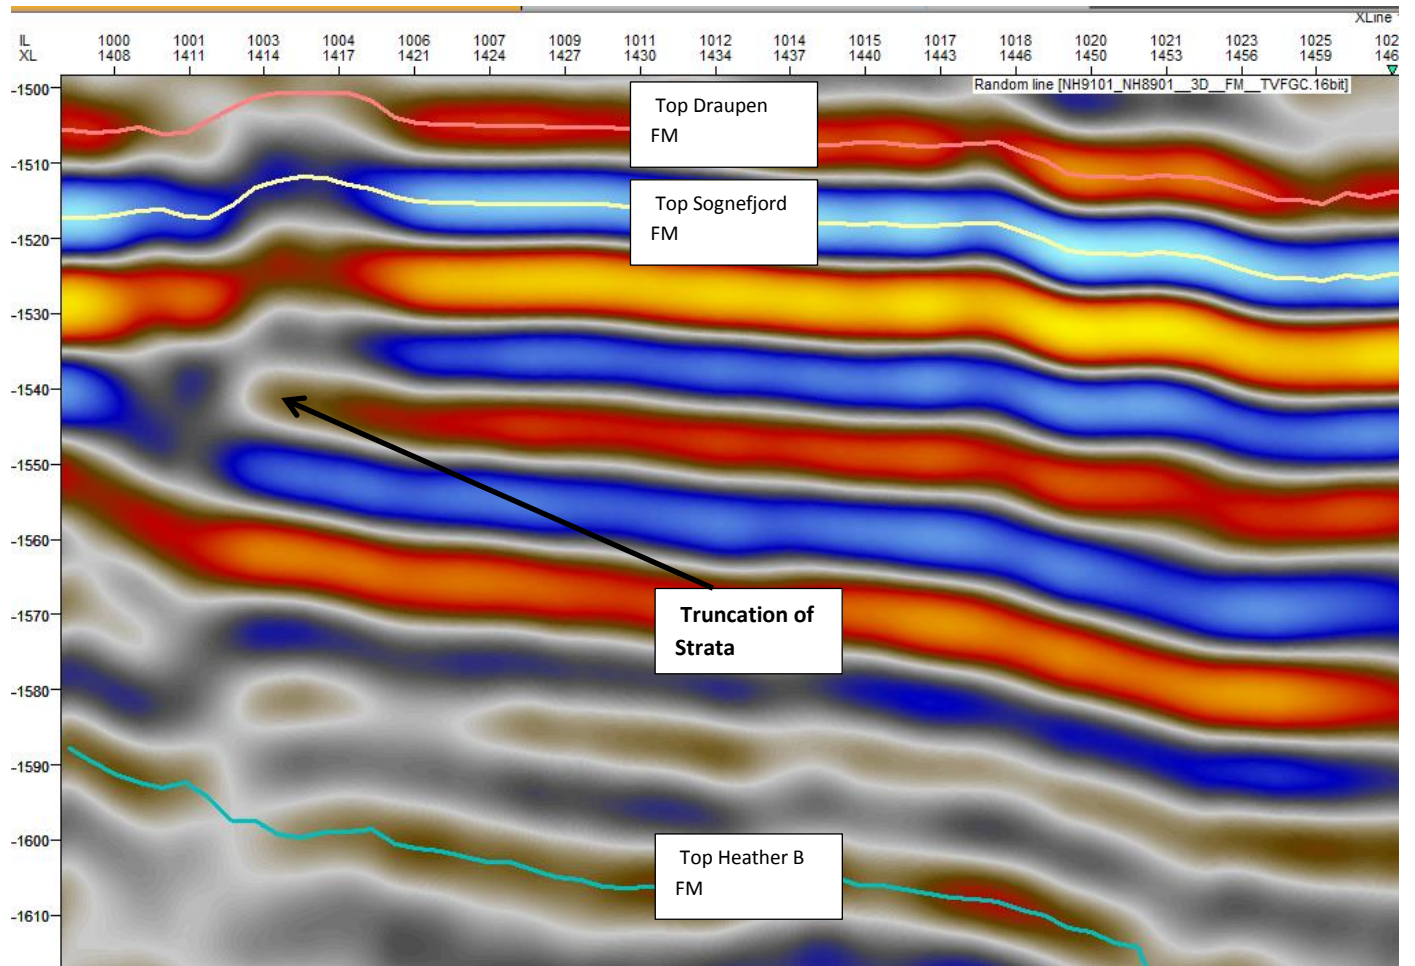 XLine 1
IL 1000 1001 1003 1004 1006 1007 1009 1011 1012 1014 1015 1017 1018 1020 1021 1023 1025 102
XL 1408 1411 1414 1417 1421 1424 1427 1430 1434 1437 1440 1443 1446 1450 1453 1456 1459 146
Random line [NH9101_NH8901__3D__FM__TVFGC.16bit]
-1500
Top Draupen
FM
-1510
Top Sognefjord
FM
-1520
-1530
-1540
-1550
-1560
-1570
Truncation of
Strata
-1580
-1590
-1600
Top Heather B
FM
-1610